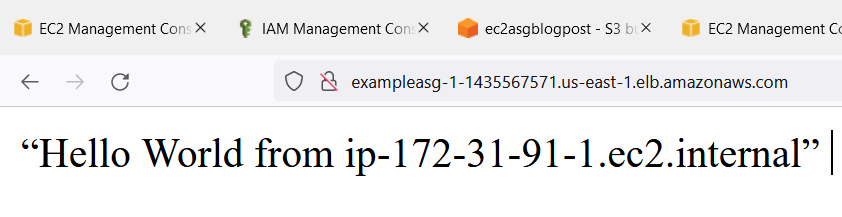 EC2 Management Cons
IAM Management Cons
ec2asgblogpost - S3 bu
EC2 Management Co
exampleasg-1-1435567571.us-east-1.elb.amazonaws.com
“Hello World from ip-172-31-91-1.ec2.internal”